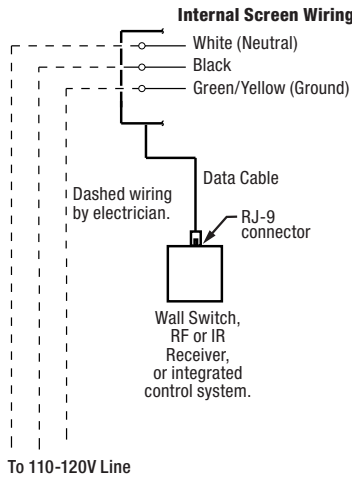 Internal Screen Wiring
White (Neutral)
Black
Green/Yellow (Ground)
Data Cable
Dashed wiring
by electrician.
RJ-9
connector
Wall Switch,
RF or IR
Receiver,
or integrated
control system.
To 110-120V Line